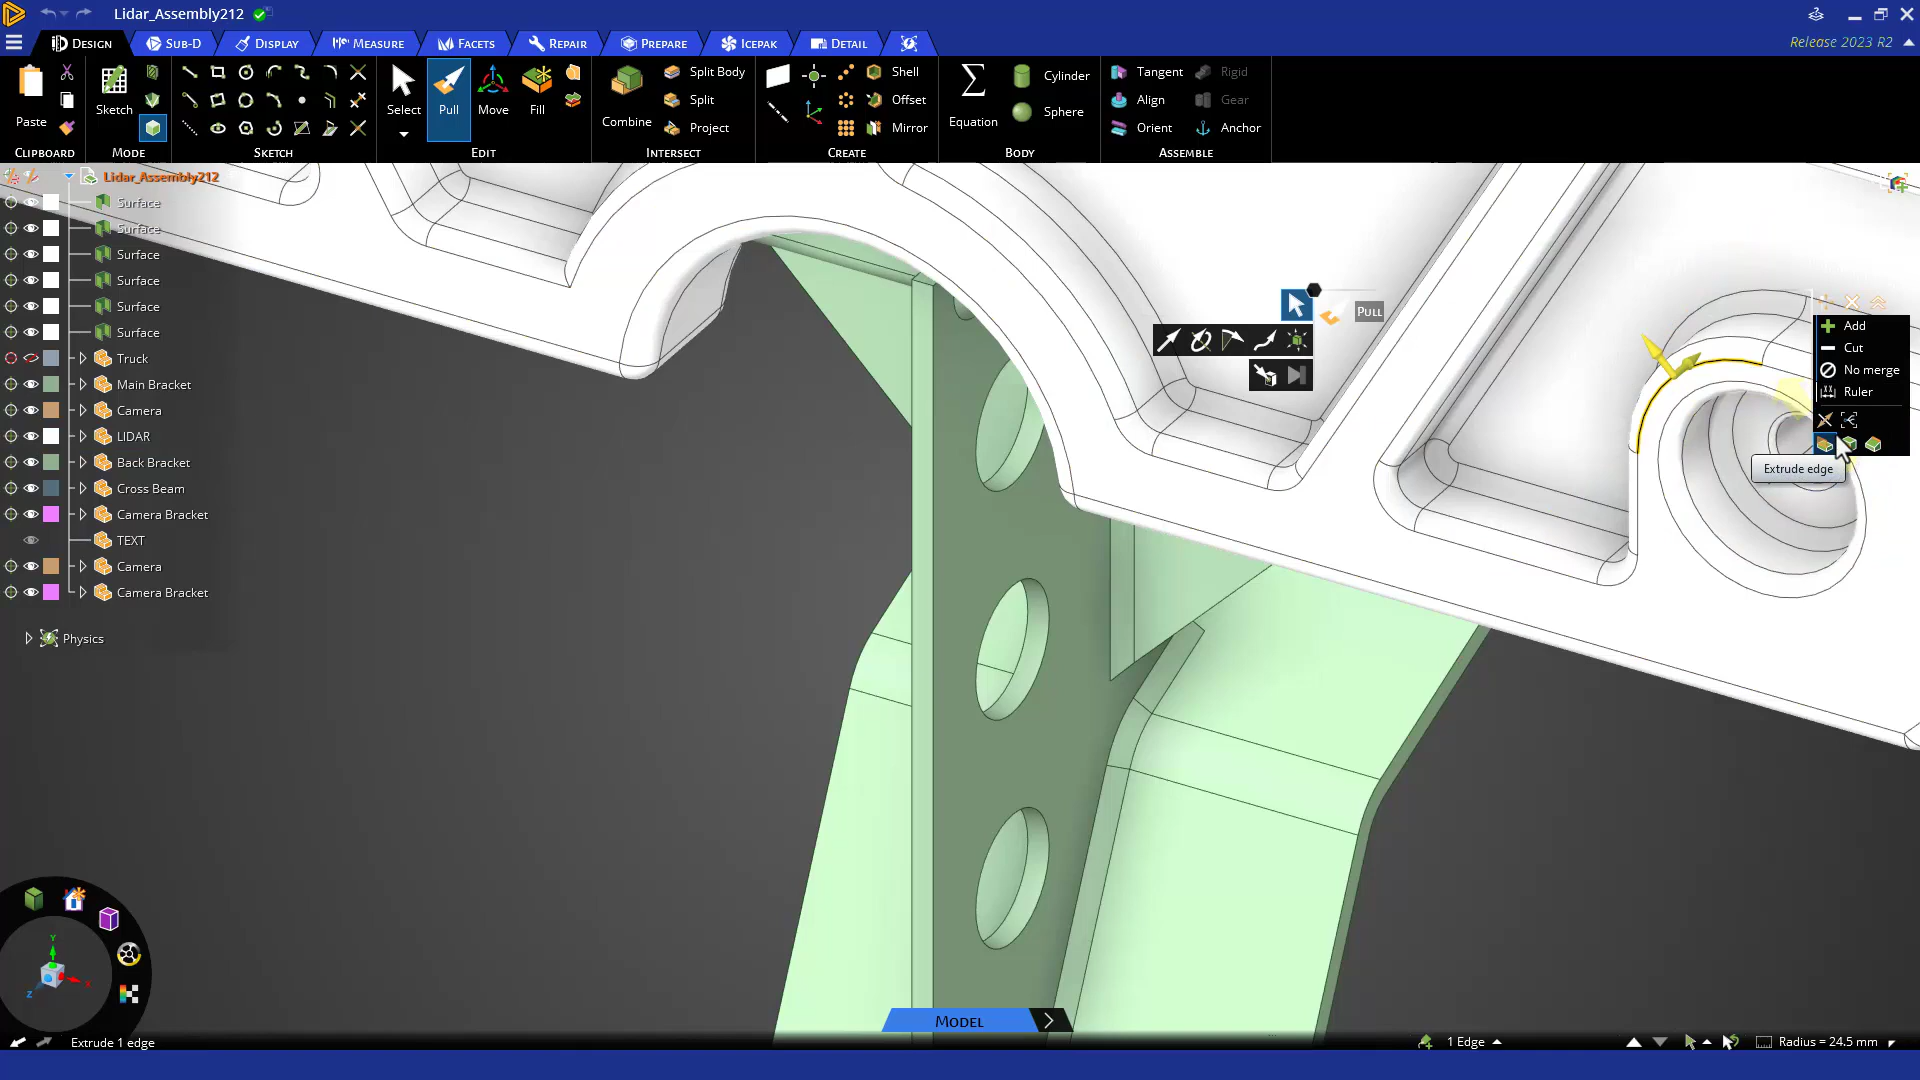 Lidar_Assembly212
DESIGN SUB-D DISPLAY MEASURE FACETS REPAIR PREPARE ICEPAK DETAIL
Release 2023 R2
Paste
CLIPBOARD
Sketch
MODE
SKETCH
Select Pull Move Fill
EDIT
Combine
Split Body
Split
Project
INTERSECT
Shell
Offset
Mirror
CREATE
Equation
Cylinder
Sphere
BODY
Tangent Rigid
Align Gear
Orient Anchor
ASSEMBLE
Lidar_Assembly212
Surface
Surface
Surface
Surface
Surface
Surface
Truck
Main Bracket
Camera
LIDAR
Back Bracket
Cross Beam
Camera Bracket
TEXT
Camera
Camera Bracket
Physics
PULL
Add
Cut
No merge
Ruler
Extrude edge
Y
X
Z
MODEL
Extrude 1 edge
1 Edge
Radius = 24.5 mm